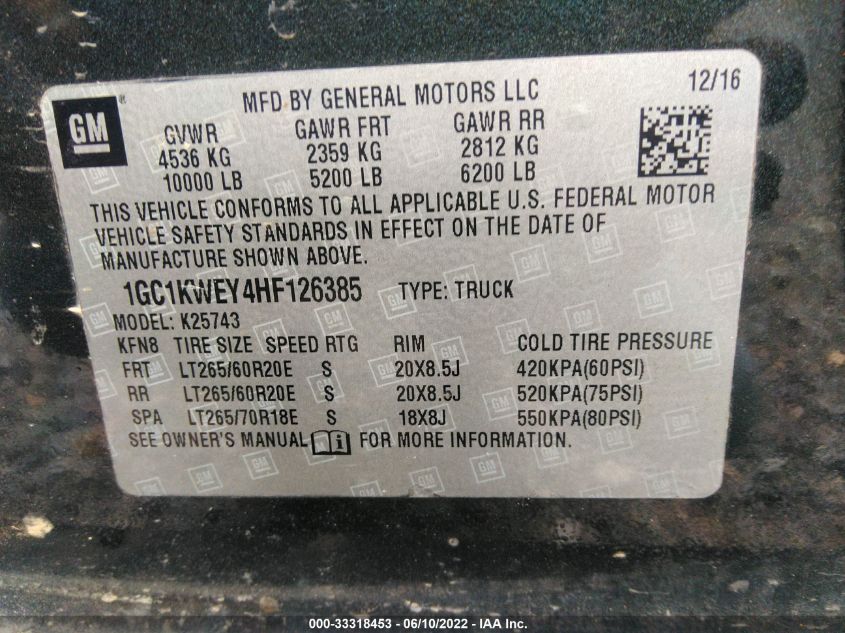 GM
®
MFD BY GENERAL MOTORS LLC
12/16
GVWR GAWR FRT GAWR RR
4536 KG 2359 KG 2812 KG
10000 LB 5200 LB 6200 LB
THIS VEHICLE CONFORMS TO ALL APPLICABLE U.S. FEDERAL MOTOR
VEHICLE SAFETY STANDARDS IN EFFECT ON THE DATE OF
MANUFACTURE SHOWN ABOVE.
1GC1KWEY4HF126385 TYPE: TRUCK
MODEL: K25743
KFN8 TIRE SIZE SPEED RTG RIM COLD TIRE PRESSURE
FRT LT265/60R20E S 20X8.5J 420KPA(60PSI)
RR LT265/60R20E S 20X8.5J 520KPA(75PSI)
SPA LT265/70R18E S 18X8J 550KPA(80PSI)
SEE OWNER'S MANUAL i FOR MORE INFORMATION.
000-33318453 - 06/10/2022 - IAA Inc.